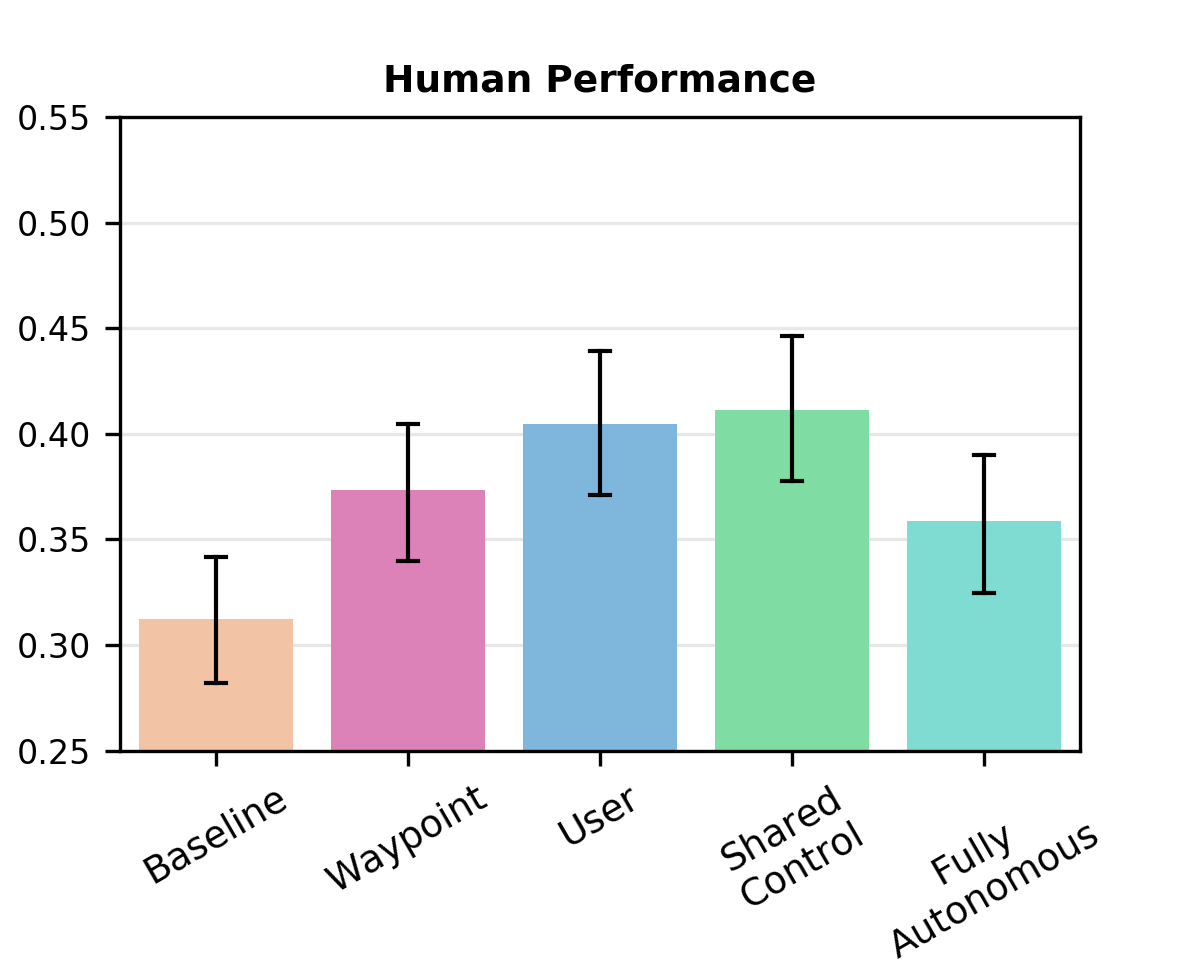 Human Performance
0.55
0.50
0.45
0.40
0.35
0.30
0.25
Baseline
Waypoint
User
Shared
Control
Fully
Autonomous